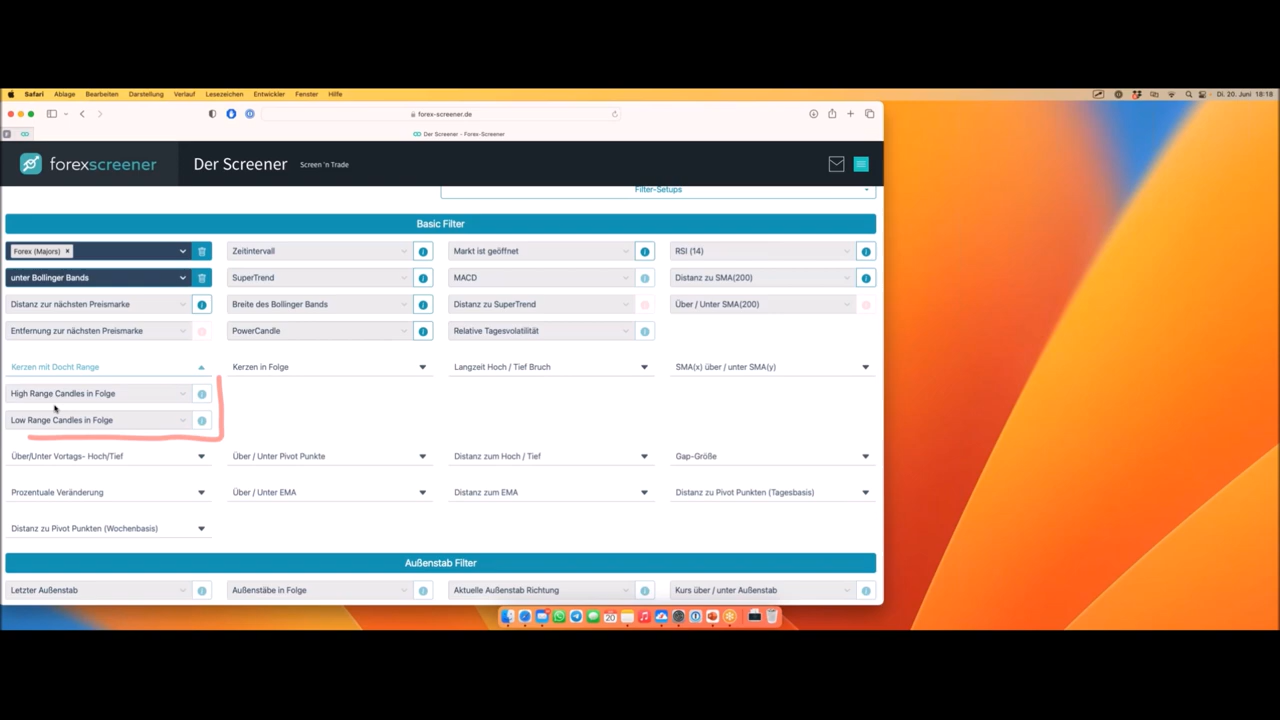 Safari Ablage Bearbeiten Darstellung Verlauf Lesezeichen Entwickler Fenster Hilfe Di. 20. Juni 18:18
forex-screener.de
Der Screener - Forex-Screener
forexscreener Der Screener Screen 'n Trade
Filter-Setups
Basic Filter
Forex (Majors) × Zeitintervall Markt ist geöffnet RSI (14)
unter Bollinger Bands SuperTrend MACD Distanz zu SMA(200)
Distanz zur nächsten Preismarke Breite des Bollinger Bands Distanz zu SuperTrend Über / Unter SMA(200)
Entfernung zur nächsten Preismarke PowerCandle Relative Tagesvolatilität
Kerzen mit Docht Range Kerzen in Folge Langzeit Hoch / Tief Bruch SMA(x) über / unter SMA(y)
High Range Candles in Folge
Low Range Candles in Folge
Über/Unter Vortags- Hoch/Tief Über / Unter Pivot Punkte Distanz zum Hoch / Tief Gap-Größe
Prozentuale Veränderung Über / Unter EMA Distanz zum EMA Distanz zu Pivot Punkten (Tagesbasis)
Distanz zu Pivot Punkten (Wochenbasis)
Außenstab Filter
Letzter Außenstab Außenstäbe in Folge Aktuelle Außenstab Richtung Kurs über / unter Außenstab
20